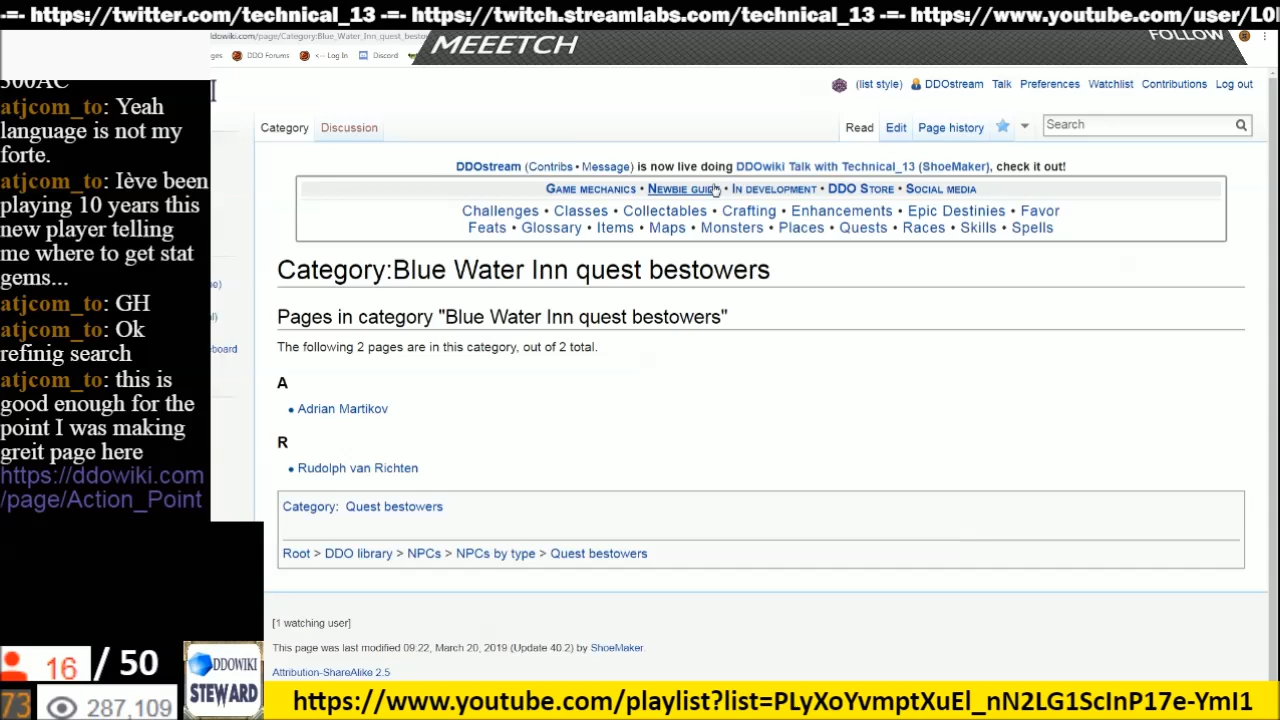 -=- https://twitter.com/technical_13 -=- https://twitch.streamlabs.com/technical_13 -=- https://www.youtube.com/user/L0
MEEETCH
FOLLOW
ddowiki.com/page/Category:Blue_Water_Inn_quest_besto
ges DDO Forums <-- Log In Discord
(list style) DDOstream Talk Preferences Watchlist Contributions Log out
Category Discussion Read Edit Page history Search
DDOstream (Contribs • Message) is now live doing DDOwiki Talk with Technical_13 (ShoeMaker), check it out!
Game mechanics • Newbie guide • In development • DDO Store • Social media
Challenges • Classes • Collectables • Crafting • Enhancements • Epic Destinies • Favor
Feats • Glossary • Items • Maps • Monsters • Places • Quests • Races • Skills • Spells
Category:Blue Water Inn quest bestowers
Pages in category "Blue Water Inn quest bestowers"
The following 2 pages are in this category, out of 2 total.
A
• Adrian Martikov
R
• Rudolph van Richten
Category: Quest bestowers
Root > DDO library > NPCs > NPCs by type > Quest bestowers
[1 watching user]
This page was last modified 09:22, March 20, 2019 (Update 40.2) by ShoeMaker.
Attribution-ShareAlike 2.5
500AC
atjcom_to: Yeah
language is not my
forte.
atjcom_to: Iève been
playing 10 years this
new player telling
me where to get stat
gems...
atjcom_to: GH
atjcom_to: Ok
refinig search
atjcom_to: this is
good enough for the
point I was making
greit page here
https://ddowiki.com
/page/Action_Point
eboard
16 / 50
73 287,109
DDOWIKI
STEWARD
https://www.youtube.com/playlist?list=PLyXoYvmptXuEl_nN2LG1ScInP17e-YmI1